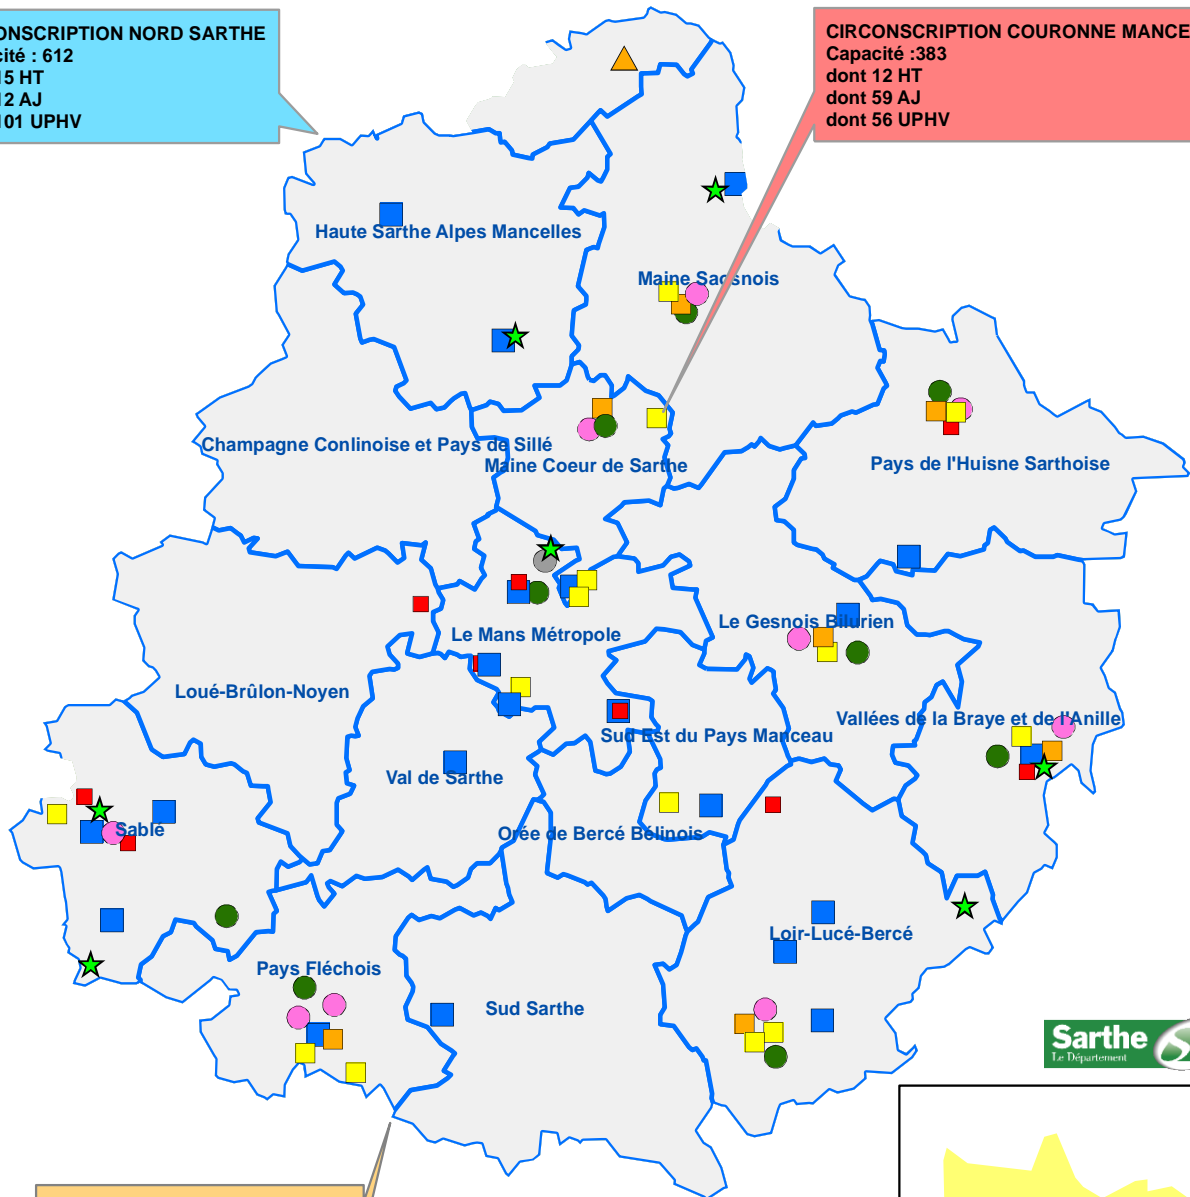 ONSCRIPTION NORD SARTHE
cité : 612
15 HT
12 AJ
101 UPHV
CIRCONSCRIPTION COURONNE MANCE
Capacité :383
dont 12 HT
dont 59 AJ
dont 56 UPHV
Haute Sarthe Alpes Mancelles
Maine Saosnois
Champagne Conlinoise et Pays de Sillé
Maine Coeur de Sarthe
Pays de l'Huisne Sarthoise
Le Mans Métropole
Le Gesnois Bilurien
Loué-Brûlon-Noyen
Vallées de la Braye et de l'Anille
Sud Est du Pays Manceau
Val de Sarthe
Sablé
Orée de Bercé Bélinois
Loir-Lucé-Bercé
Pays Fléchois
Sud Sarthe
Sarthe
Le Département